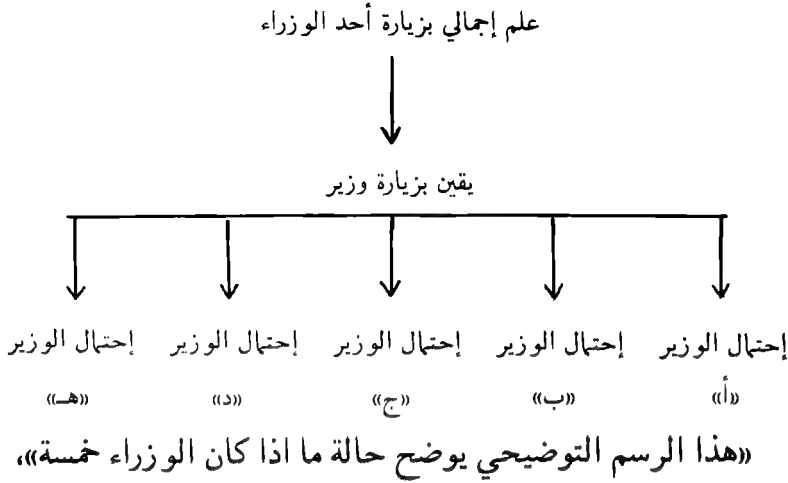 علم إجمالي بزيارة أحد الوزراء
يقين بزيارة وزير
إحتمال الوزير إحتمال الوزير إحتمال الوزير إحتمال الوزير إحتمال الوزير
«أ» «ب» «ج» «د» «هـ»
«هذا الرسم التوضيحي يوضح حالة ما اذا كان الوزراء خمسة»،